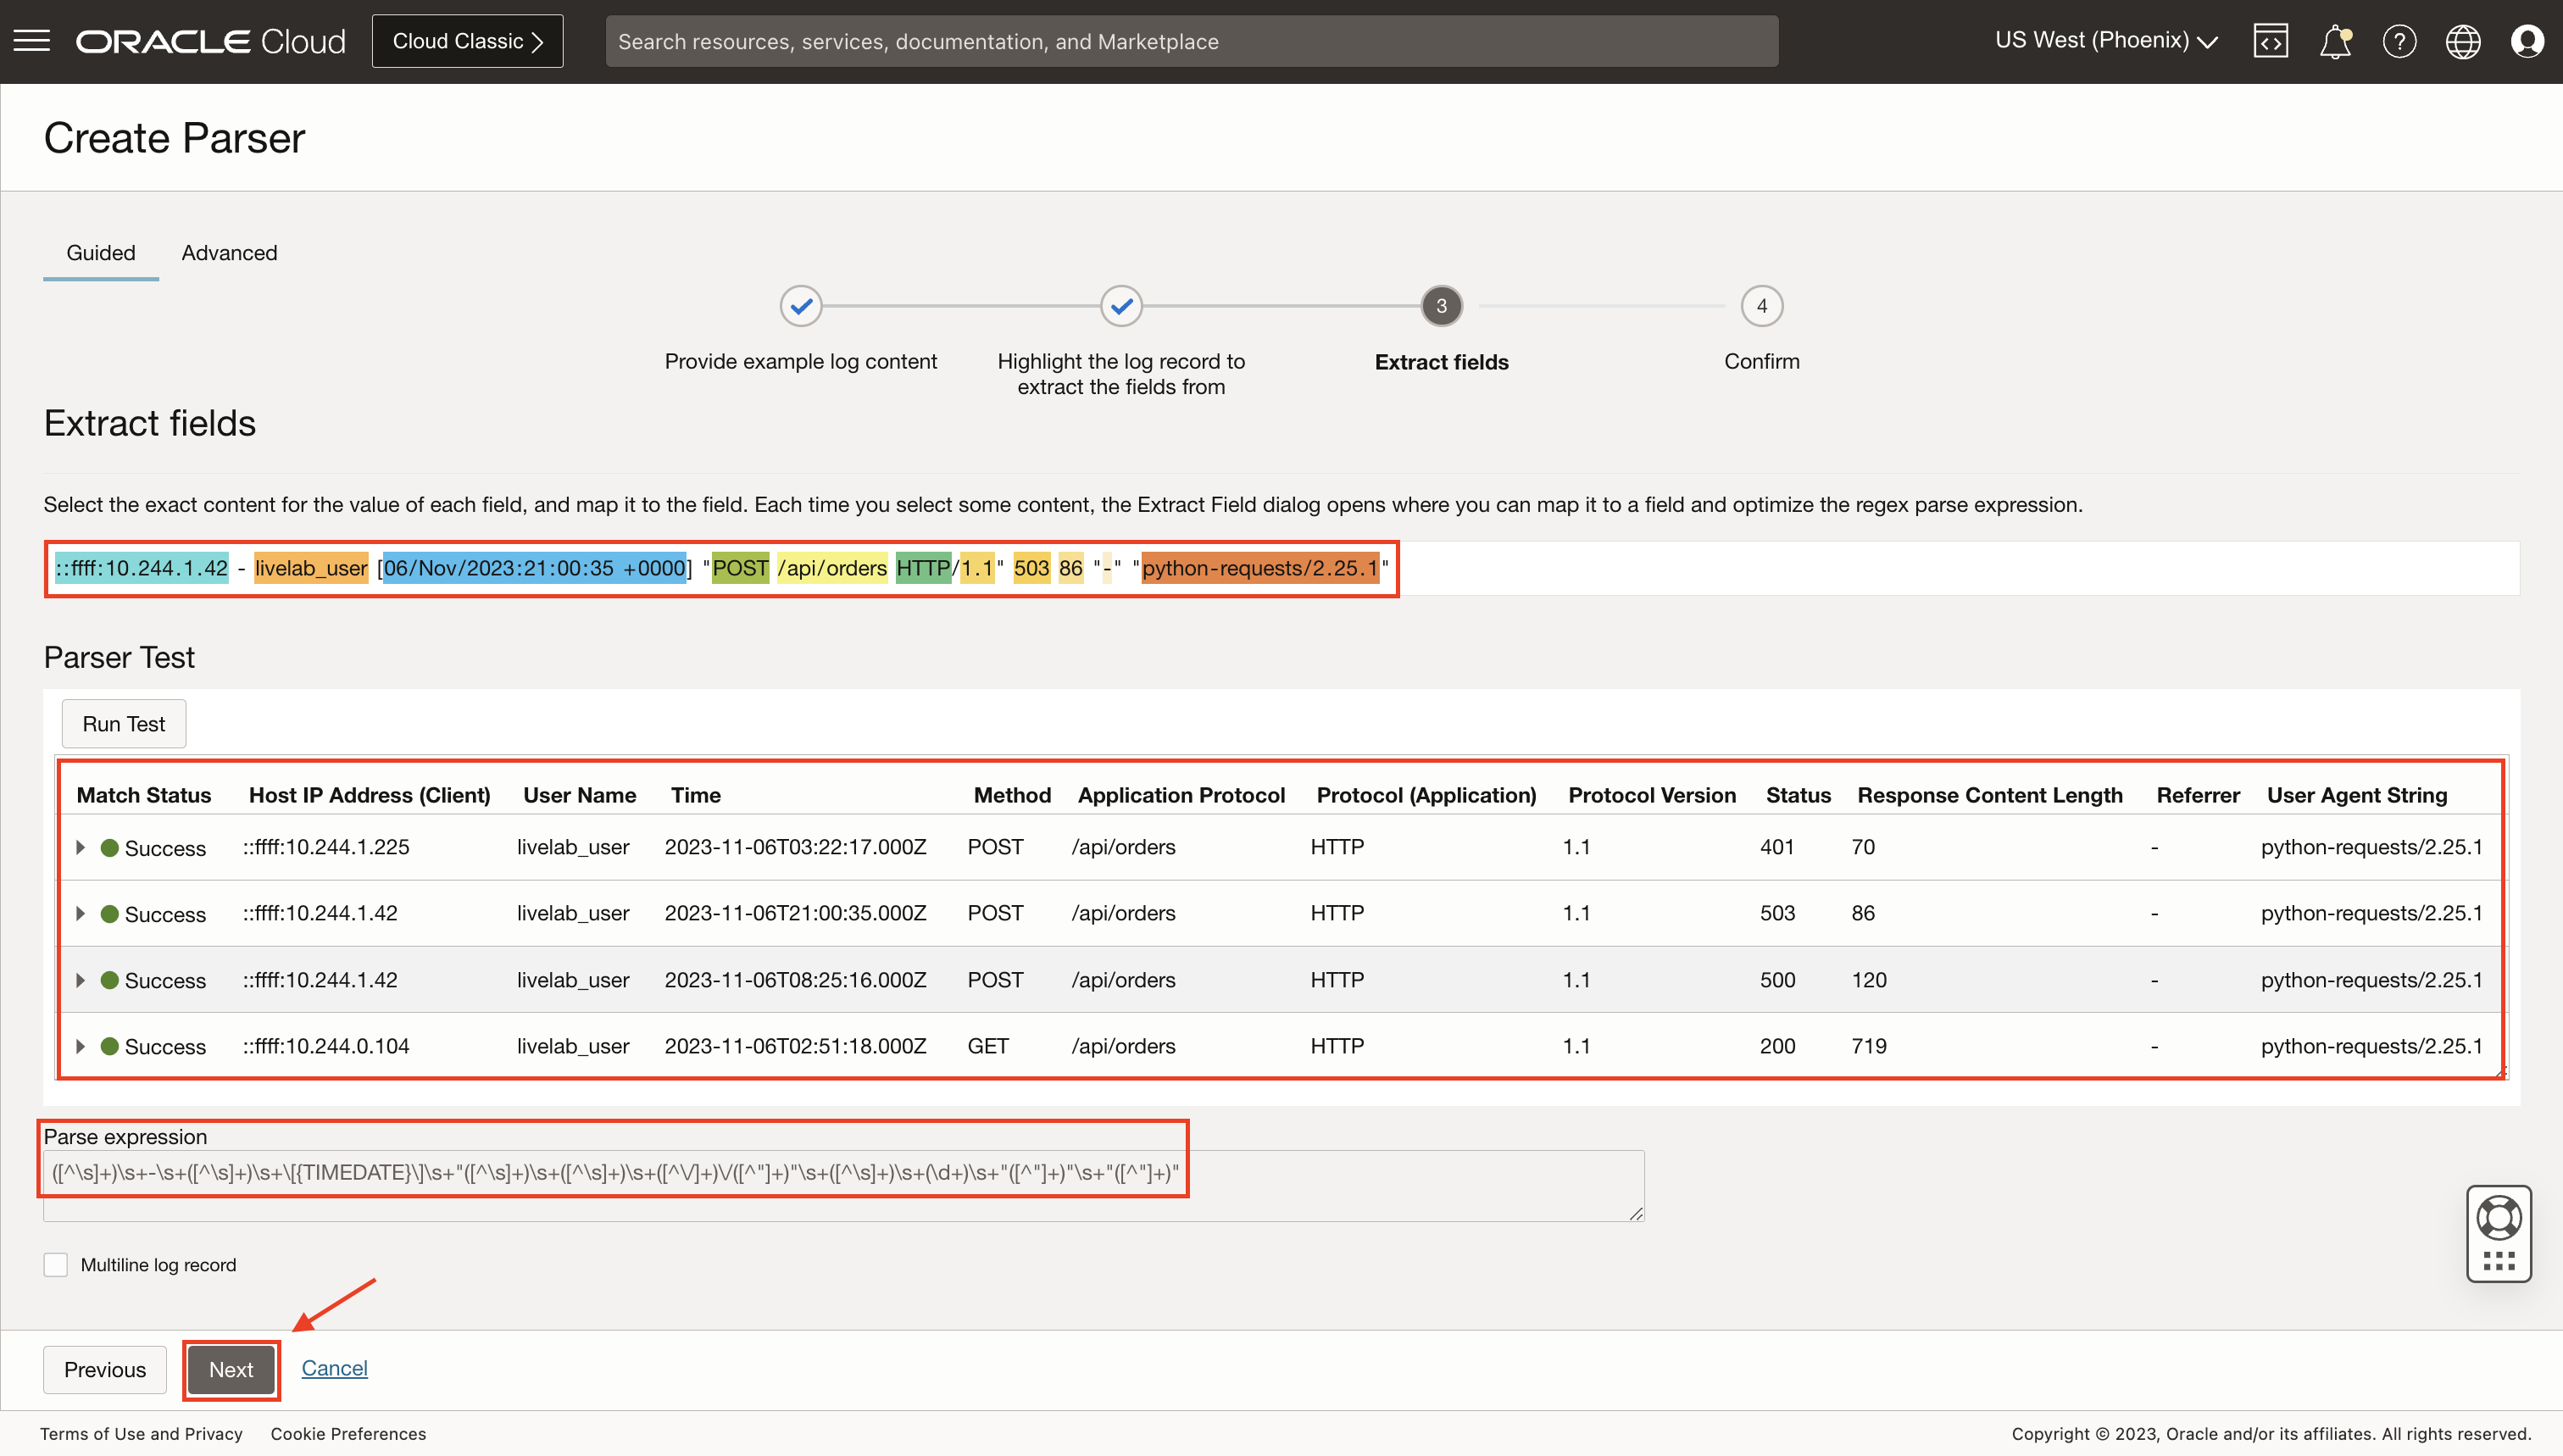 ORACLE Cloud
Cloud Classic
Search resources, services, documentation, and Marketplace
US West (Phoenix)
Create Parser
Guided
Advanced
3
4
Provide example log content
Highlight the log record to
extract the fields from
Extract fields
Confirm
Extract fields
Select the exact content for the value of each field, and map it to the field. Each time you select some content, the Extract Field dialog opens where you can map it to a field and optimize the regex parse expression.
::ffff:10.244.1.42 - livelab_user [06/Nov/2023:21:00:35 +0000] "POST /api/orders HTTP/1.1" 503 86 "-" "python-requests/2.25.1"
Parser Test
Run Test
Match Status Host IP Address (Client) User Name Time Method Application Protocol Protocol (Application) Protocol Version Status Response Content Length Referrer User Agent String
Success ::ffff:10.244.1.225 livelab_user 2023-11-06T03:22:17.000Z POST /api/orders HTTP 1.1 401 70 - python-requests/2.25.1
Success ::ffff:10.244.1.42 livelab_user 2023-11-06T21:00:35.000Z POST /api/orders HTTP 1.1 503 86 - python-requests/2.25.1
Success ::ffff:10.244.1.42 livelab_user 2023-11-06T08:25:16.000Z POST /api/orders HTTP 1.1 500 120 - python-requests/2.25.1
Success ::ffff:10.244.0.104 livelab_user 2023-11-06T02:51:18.000Z GET /api/orders HTTP 1.1 200 719 - python-requests/2.25.1
Parse expression
([^\s]+)\s+-\s+([^\s]+)\s+\[{TIMEDATE}\]\s+"([^\s]+)\s+([^\s]+)\s+([^\/]+)\/([^"]+)"\s+([^\s]+)\s+(\d+)\s+"([^"]+)"\s+"([^"]+)"
Multiline log record
Previous
Next
Cancel
Terms of Use and Privacy
Cookie Preferences
Copyright © 2023, Oracle and/or its affiliates. All rights reserved.